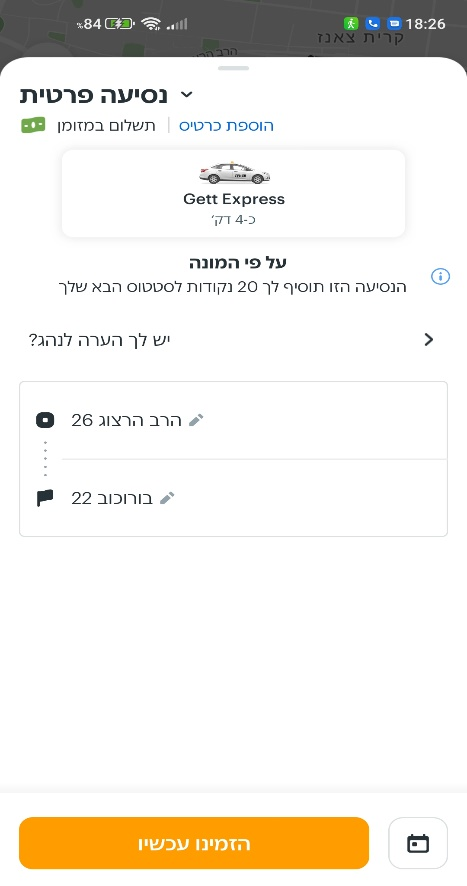 %84 18:26
קרית צאנז
נסיעה פרטית
תשלום במזומן | הוספת כרטיס
Gett Express
כ-4 דק׳
על פי המונה
הנסיעה הזו תוסיף לך 20 נקודות לסטטוס הבא שלך
יש לך הערה לנהג?
הרב הרצוג 26
בורוכוב 22
הזמינו עכשיו